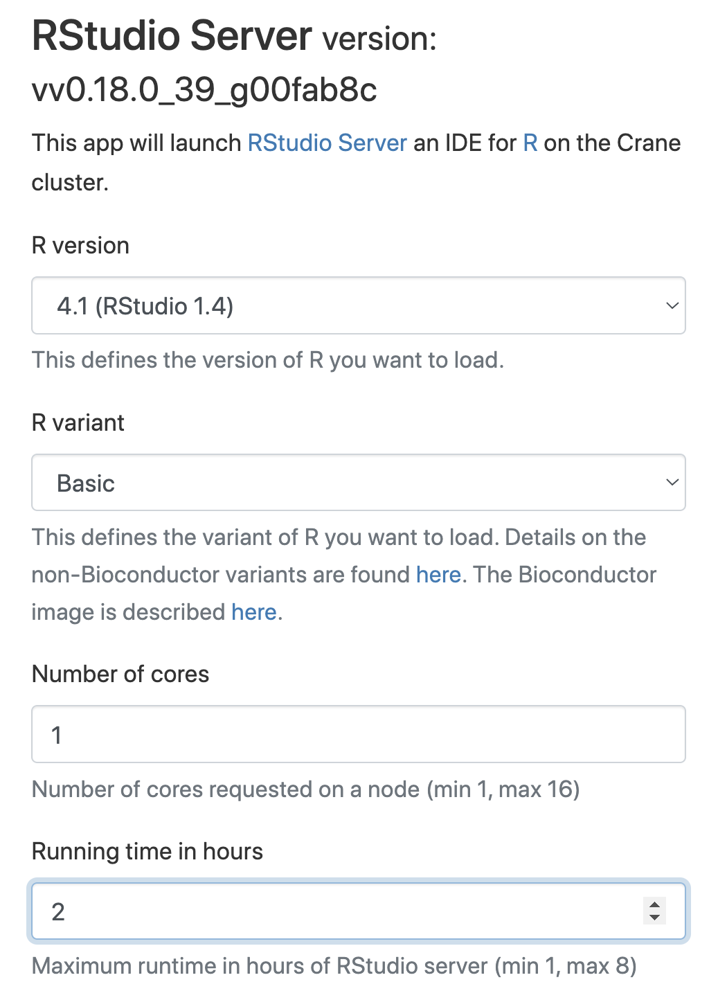 RStudio Server version:
vv0.18.0_39_g00fab8c
This app will launch RStudio Server an IDE for R on the Crane
cluster.
R version
4.1 (RStudio 1.4)
This defines the version of R you want to load.
R variant
Basic
This defines the variant of R you want to load. Details on the
non-Bioconductor variants are found here. The Bioconductor
image is described here.
Number of cores
1
Number of cores requested on a node (min 1, max 16)
Running time in hours
2
Maximum runtime in hours of RStudio server (min 1, max 8)